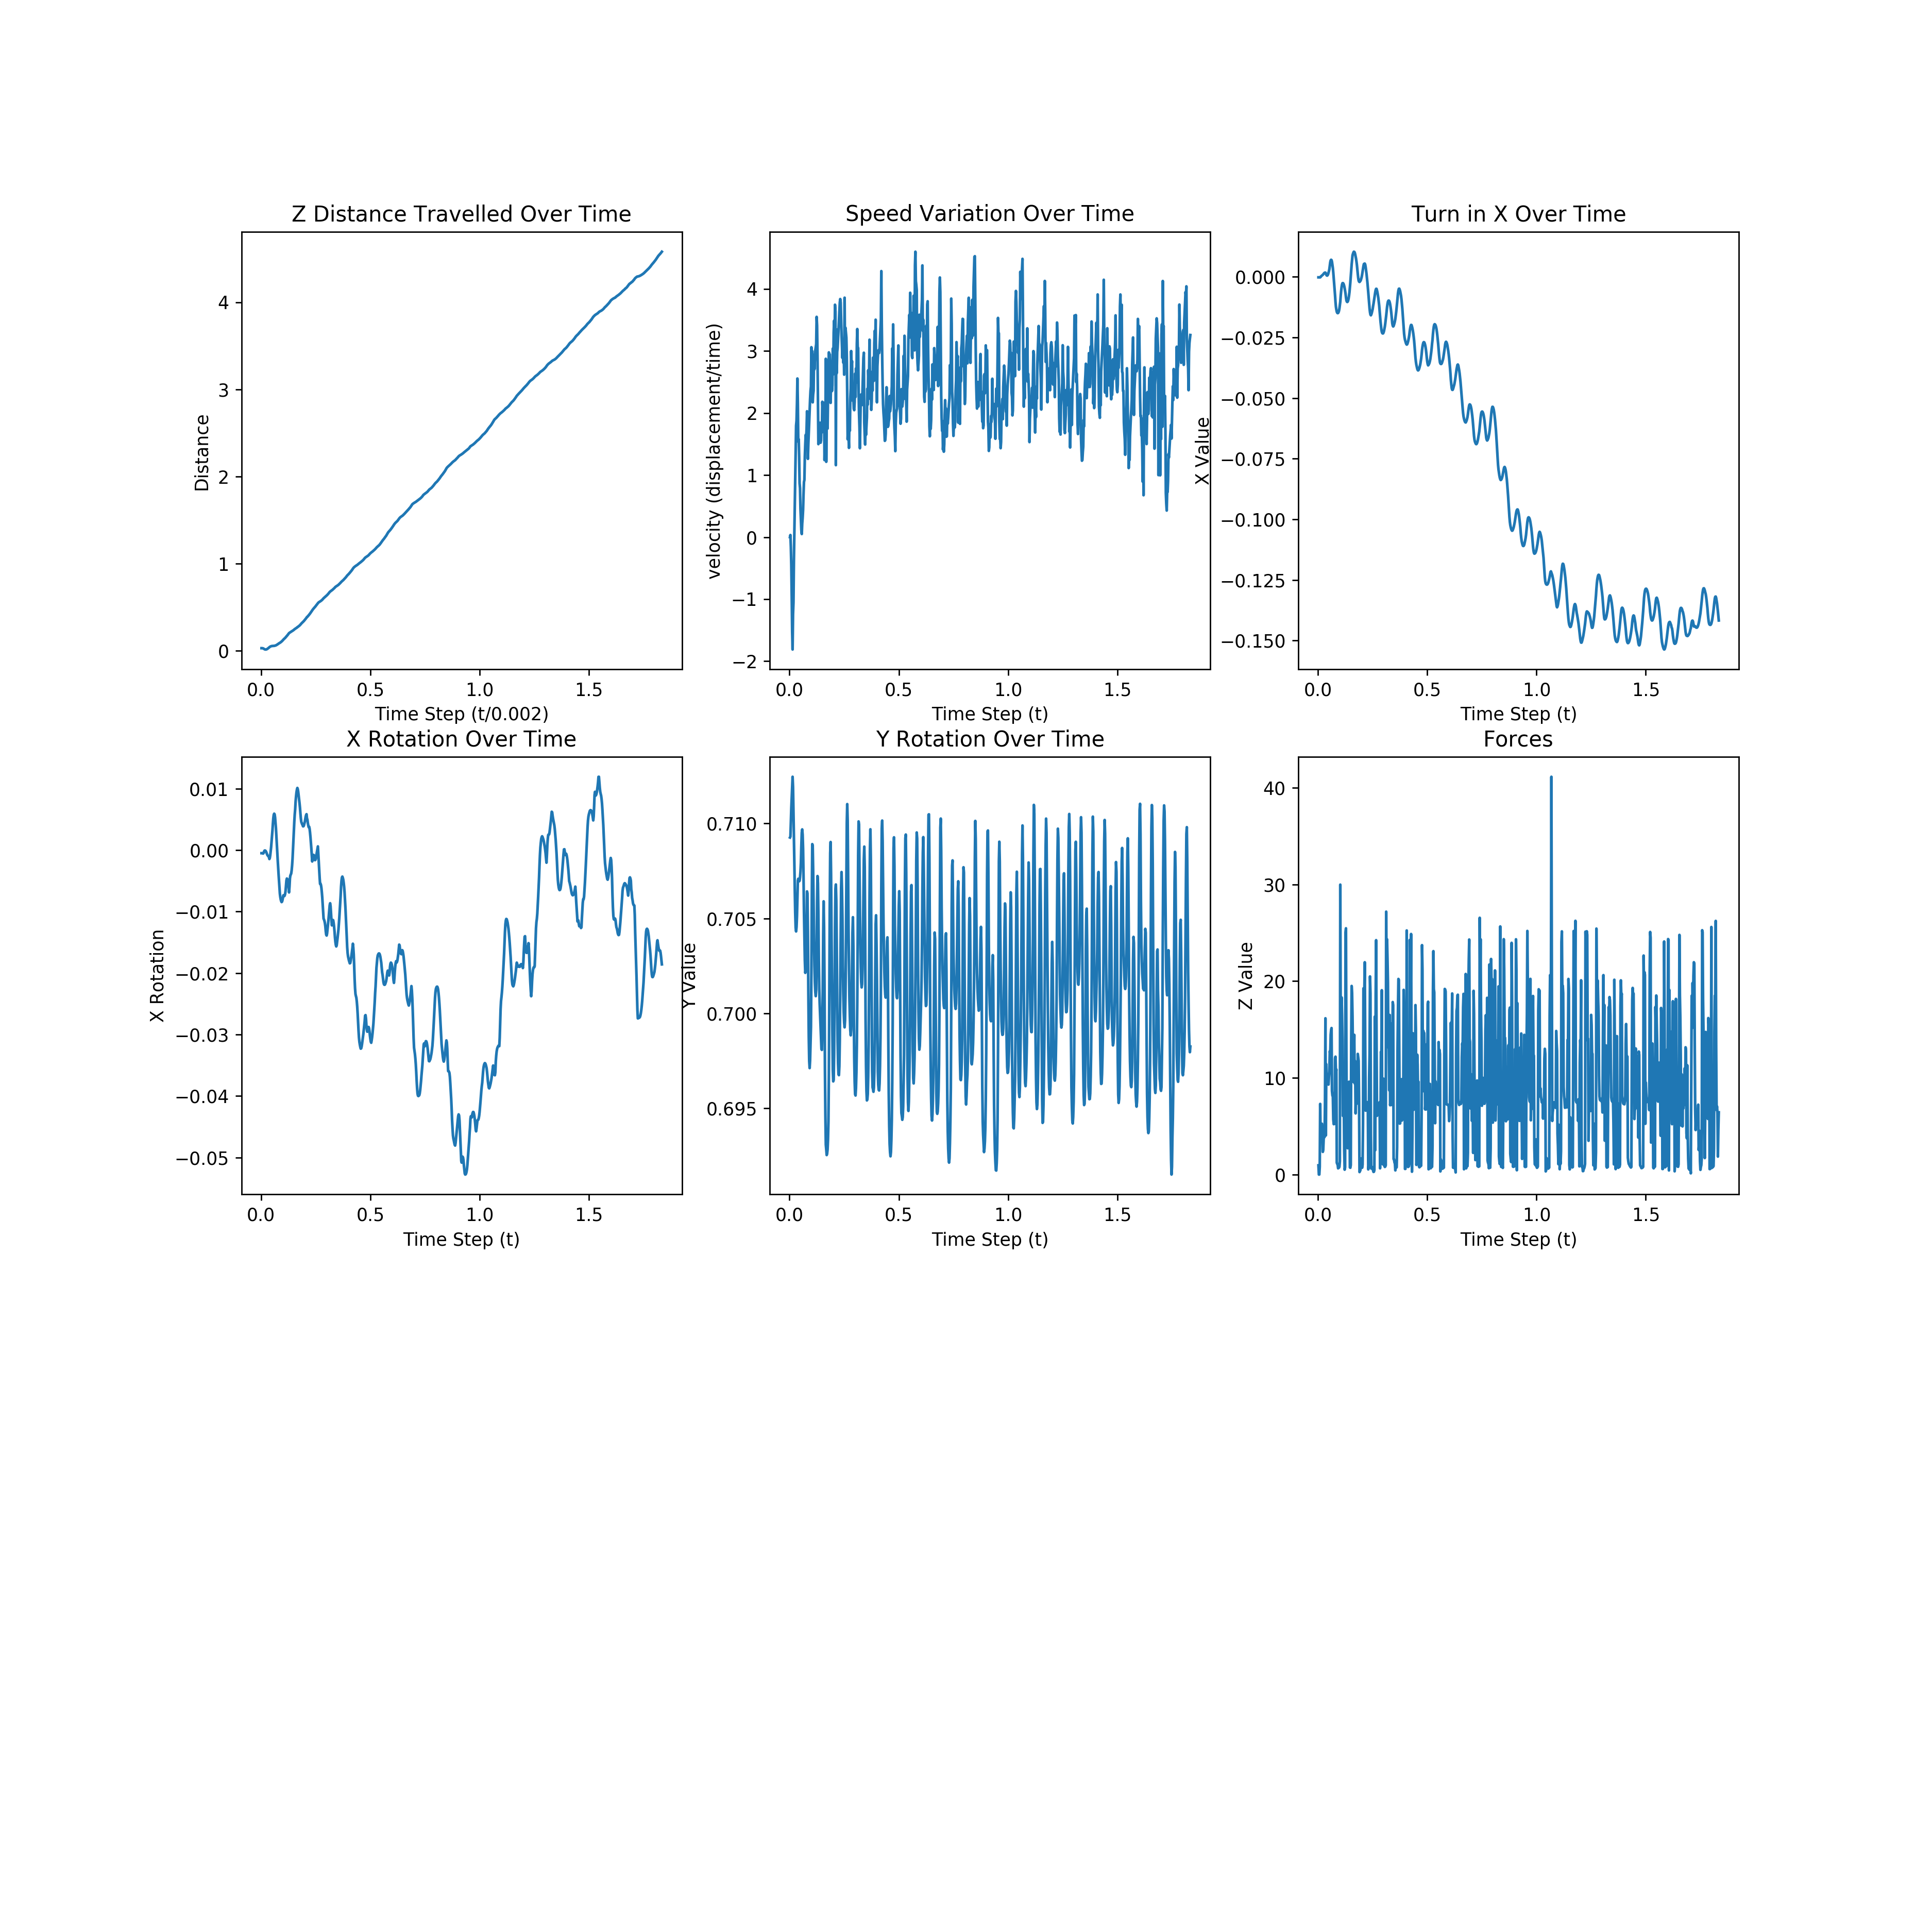 Z Distance Travelled Over Time
Distance
4
3
2
1
0
0.0 0.5 1.0 1.5
Time Step (t/0.002)
Speed Variation Over Time
velocity (displacement/time)
4
3
2
1
0
−1
−2
0.0 0.5 1.0 1.5
Time Step (t)
Turn in X Over Time
X Value
0.000
−0.025
−0.050
−0.075
−0.100
−0.125
−0.150
0.0 0.5 1.0 1.5
Time Step (t)
X Rotation Over Time
X Rotation
0.01
0.00
−0.01
−0.02
−0.03
−0.04
−0.05
0.0 0.5 1.0 1.5
Time Step (t)
Y Rotation Over Time
Y Value
0.710
0.705
0.700
0.695
0.0 0.5 1.0 1.5
Time Step (t)
Forces
Z Value
40
30
20
10
0
0.0 0.5 1.0 1.5
Time Step (t)